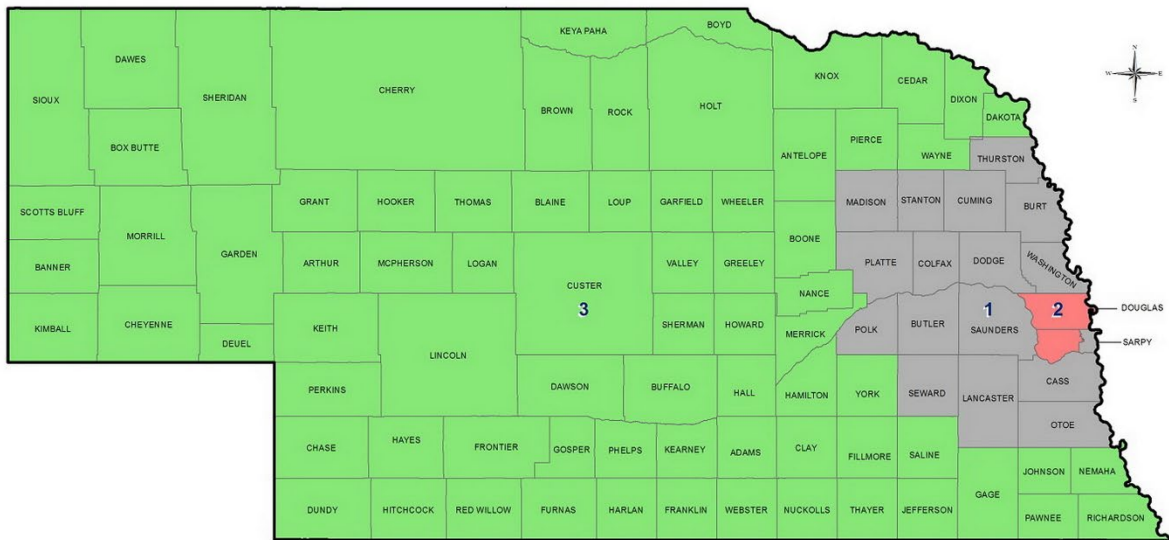 KEYA PAHA
BOYD
N
W E
S
DAWES
SIOUX
SHERIDAN
CHERRY
BROWN
ROCK
HOLT
KNOX
CEDAR
DIXON
DAKOTA
BOX BUTTE
ANTELOPE
PIERCE
WAYNE
THURSTON
SCOTTS BLUFF
GRANT
HOOKER
THOMAS
BLAINE
LOUP
GARFIELD
WHEELER
MADISON
STANTON
CUMING
BURT
MORRILL
GARDEN
BOONE
BANNER
ARTHUR
MCPHERSON
LOGAN
CUSTER
VALLEY
GREELEY
PLATTE
COLFAX
DODGE
WASHINGTON
NANCE
3
1
2
DOUGLAS
KIMBALL
CHEYENNE
KEITH
SHERMAN
HOWARD
MERRICK
POLK
BUTLER
SAUNDERS
SARPY
DEUEL
LINCOLN
PERKINS
DAWSON
BUFFALO
HALL
HAMILTON
YORK
SEWARD
LANCASTER
CASS
OTOE
CHASE
HAYES
FRONTIER
GOSPER
PHELPS
KEARNEY
ADAMS
CLAY
FILLMORE
SALINE
JOHNSON
NEMAHA
GAGE
DUNDY
HITCHCOCK
RED WILLOW
FURNAS
HARLAN
FRANKLIN
WEBSTER
NUCKOLLS
THAYER
JEFFERSON
PAWNEE
RICHARDSON